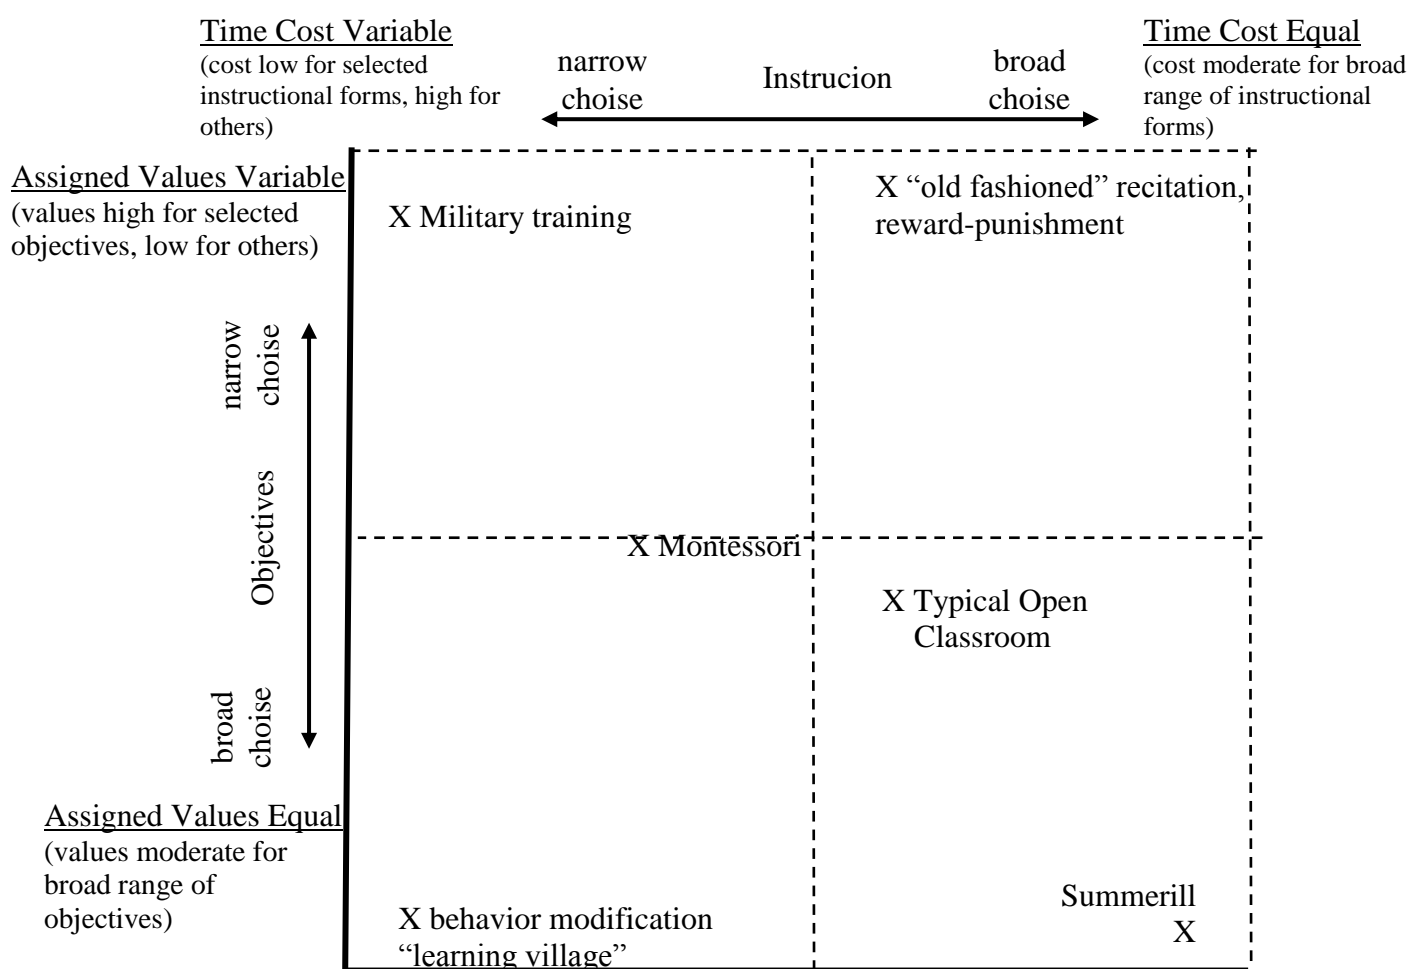 Time Cost Variable
(cost low for selected
instructional forms, high for
others)
narrow
choise
Instrucion
broad
choise
Time Cost Equal
(cost moderate for broad
range of instructional
forms)
Assigned Values Variable
(values high for selected
objectives, low for others)
X Military training
X “old fashioned” recitation,
reward-punishment
narrow
choise
Objectives
broad
choise
X Montessori
X Typical Open
Classroom
Assigned Values Equal
(values moderate for
broad range of
objectives)
X behavior modification
“learning village”
Summerill
X